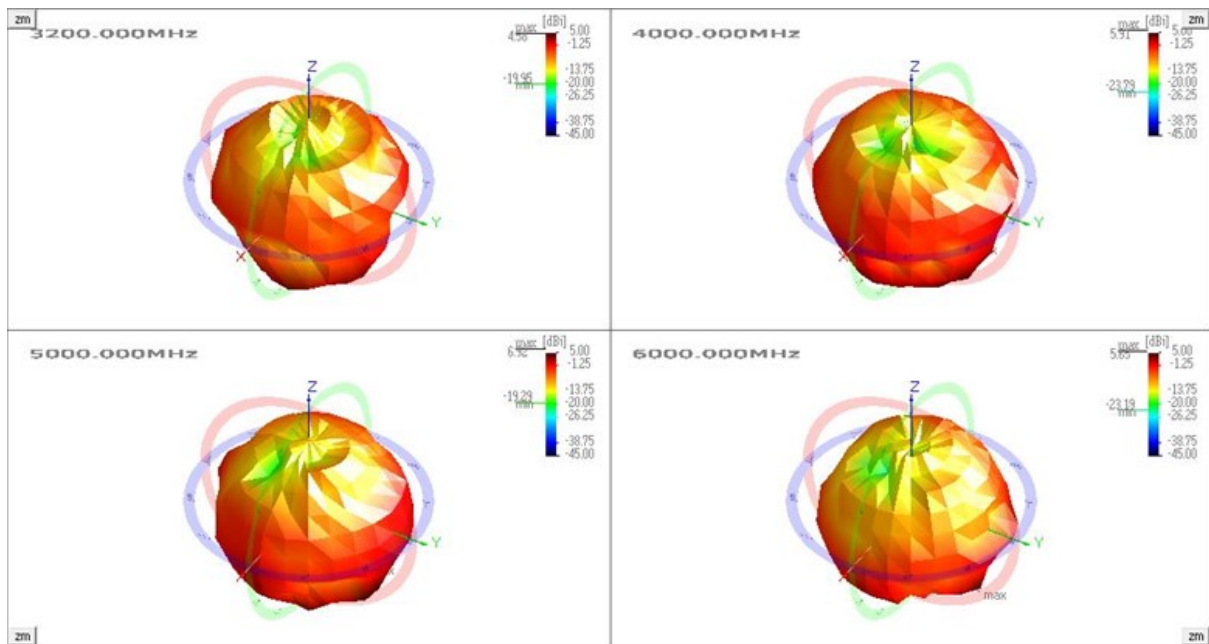 zm
3200.000MHz
max [dBi]
4.58 5.00
-1.25
-13.75
-19.95 -20.00
min -26.25
-38.75
-45.00
Z
Y
X
zm
4000.000MHz
max [dBi]
5.91 5.00
-1.25
-13.75
-23.79 -20.00
min -26.25
-38.75
-45.00
Z
Y
X
5000.000MHz
max [dBi]
5.00
-1.25
-13.75
-19.29 -20.00
min -26.25
-38.75
-45.00
Z
Y
X
zm
6000.000MHz
max [dBi]
5.00
-1.25
-13.75
-23.19 -20.00
min -26.25
-38.75
-45.00
Z
Y
X
max
zm